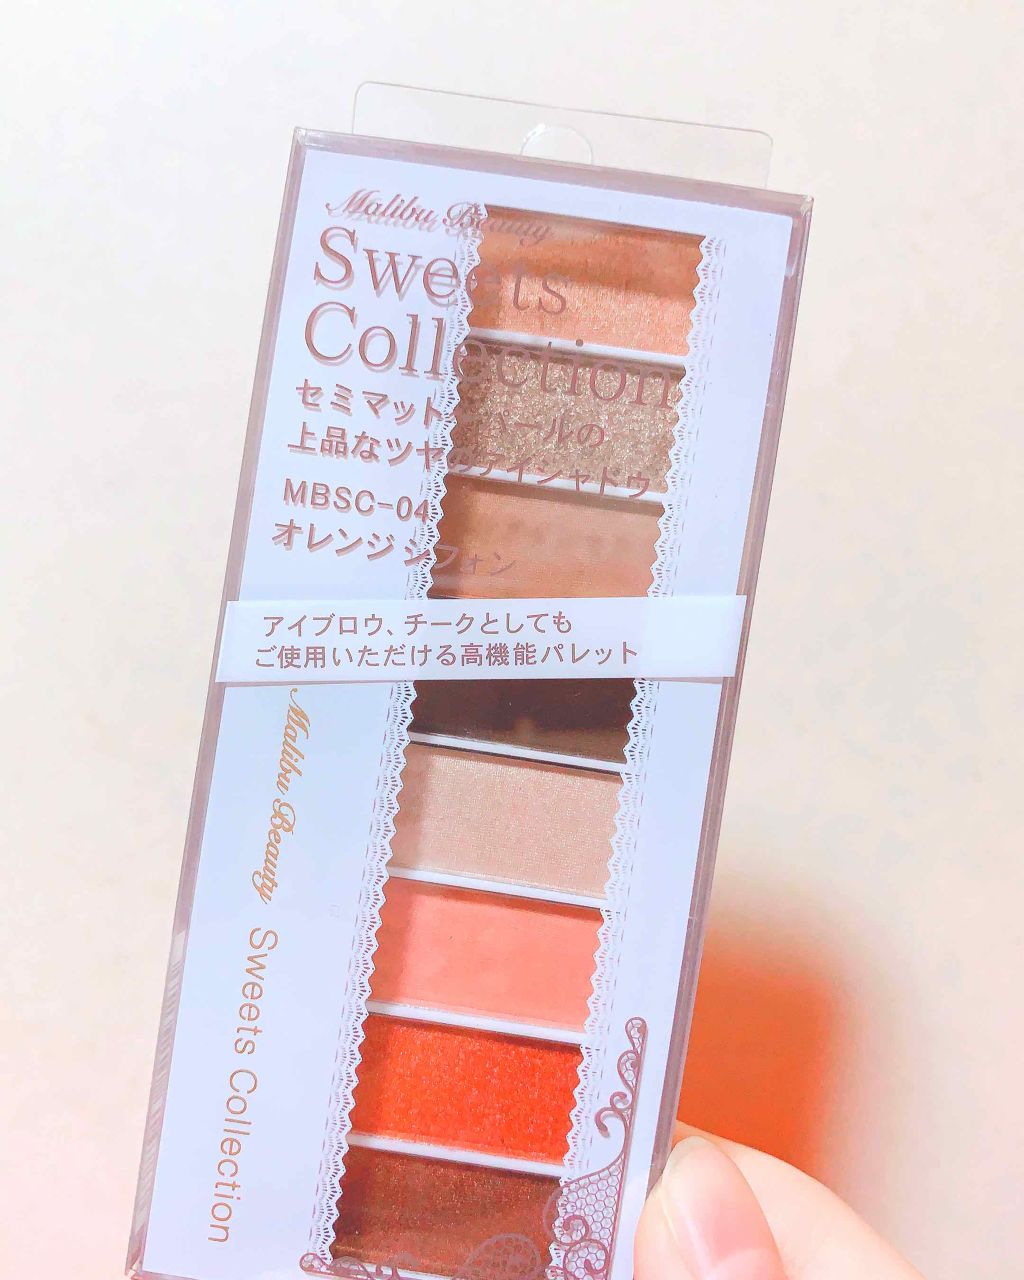 Malibu Beauty
Sweets
Collection
セミマット×パールの
上品なツヤのアイシャドウ
MBSC-04
オレンジ シフォン
アイブロウ、チークとしても
ご使用いただける高機能パレット
Malibu Beauty Sweets Collection